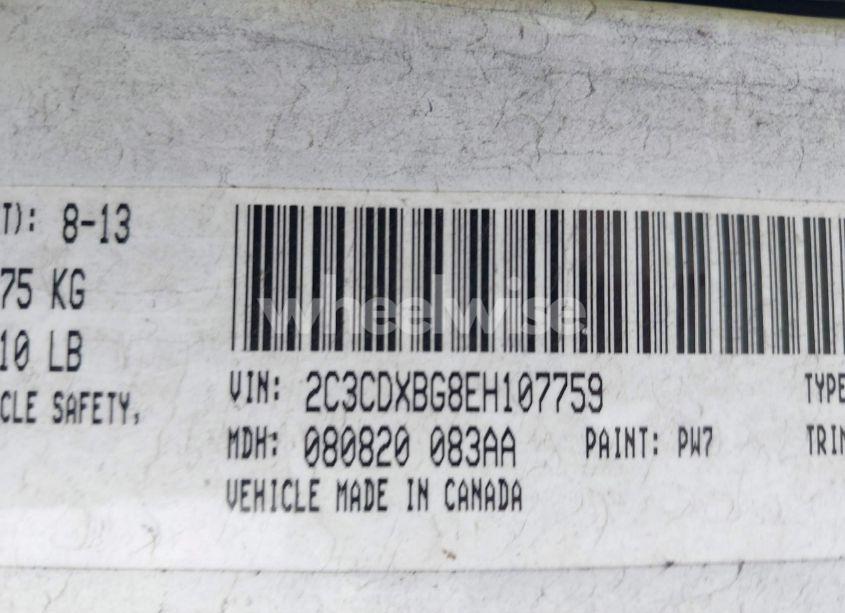 T): 8-13
75 KG
10 LB
CLE SAFETY,
wheelwise
VIN: 2C3CDXBG8EH107759
TYPE
MDH: 080820 083AA PAINT: PW7
TRIM
VEHICLE MADE IN CANADA